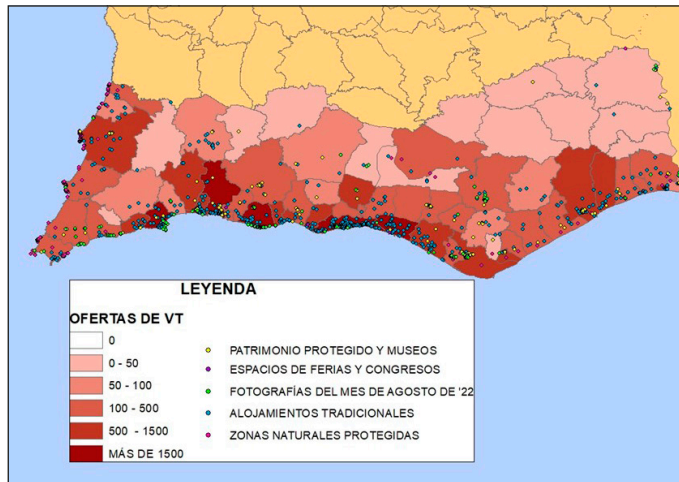 LEYENDA
OFERTAS DE VT
0
0 - 50
50 - 100
100 - 500
500 - 1500
MÁS DE 1500
PATRIMONIO PROTEGIDO Y MUSEOS
ESPACIOS DE FERIAS Y CONGRESOS
FOTOGRAFÍAS DEL MES DE AGOSTO DE '22
ALOJAMIENTOS TRADICIONALES
ZONAS NATURALES PROTEGIDAS